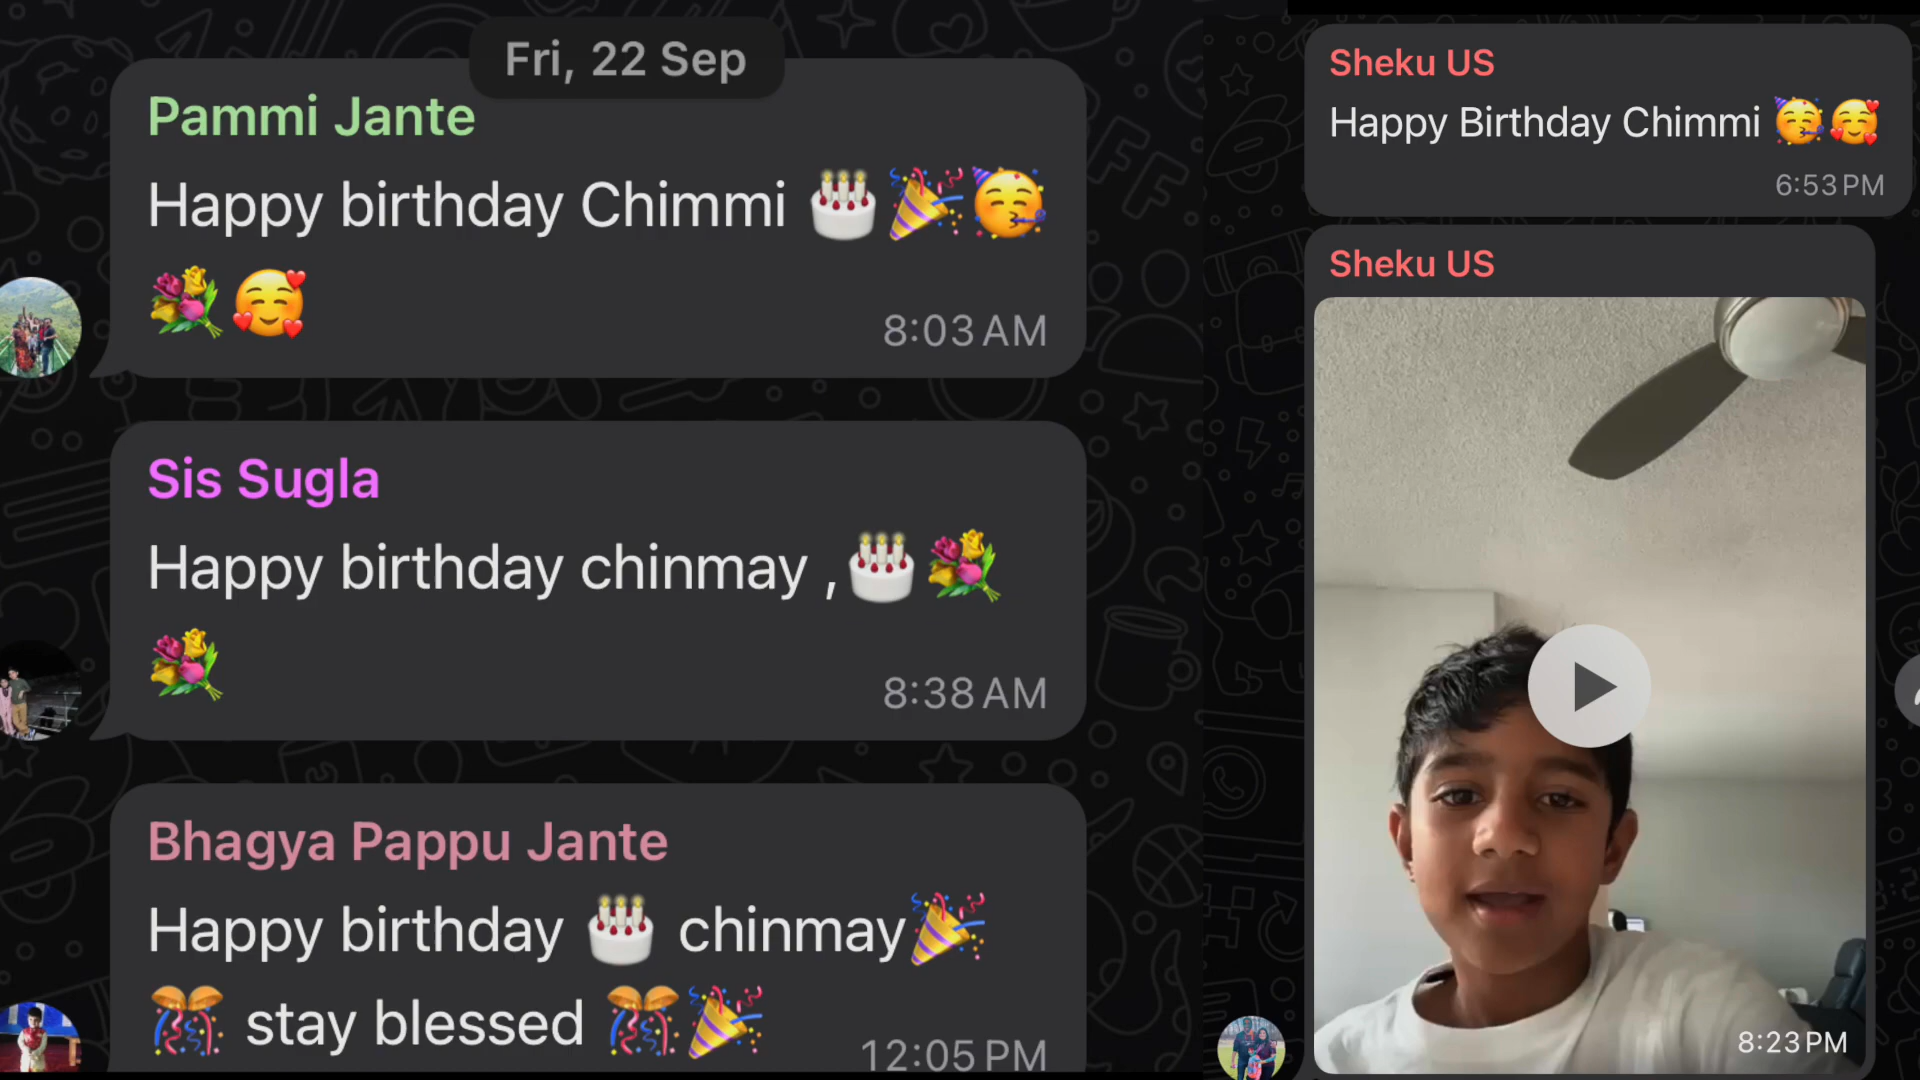 Fri, 22 Sep
Pammi Jante
Happy birthday Chimmi 🎂🎉🥳
💐🥰
8:03 AM
Sis Sugla
Happy birthday chinmay ,🎂💐
💐
8:38 AM
Bhagya Pappu Jante
Happy birthday 🎂 chinmay🎉
🎊 stay blessed 🎊🎉
12:05 PM
Sheku US
Happy Birthday Chimmi 🥳🥰
6:53 PM
Sheku US
8:23 PM